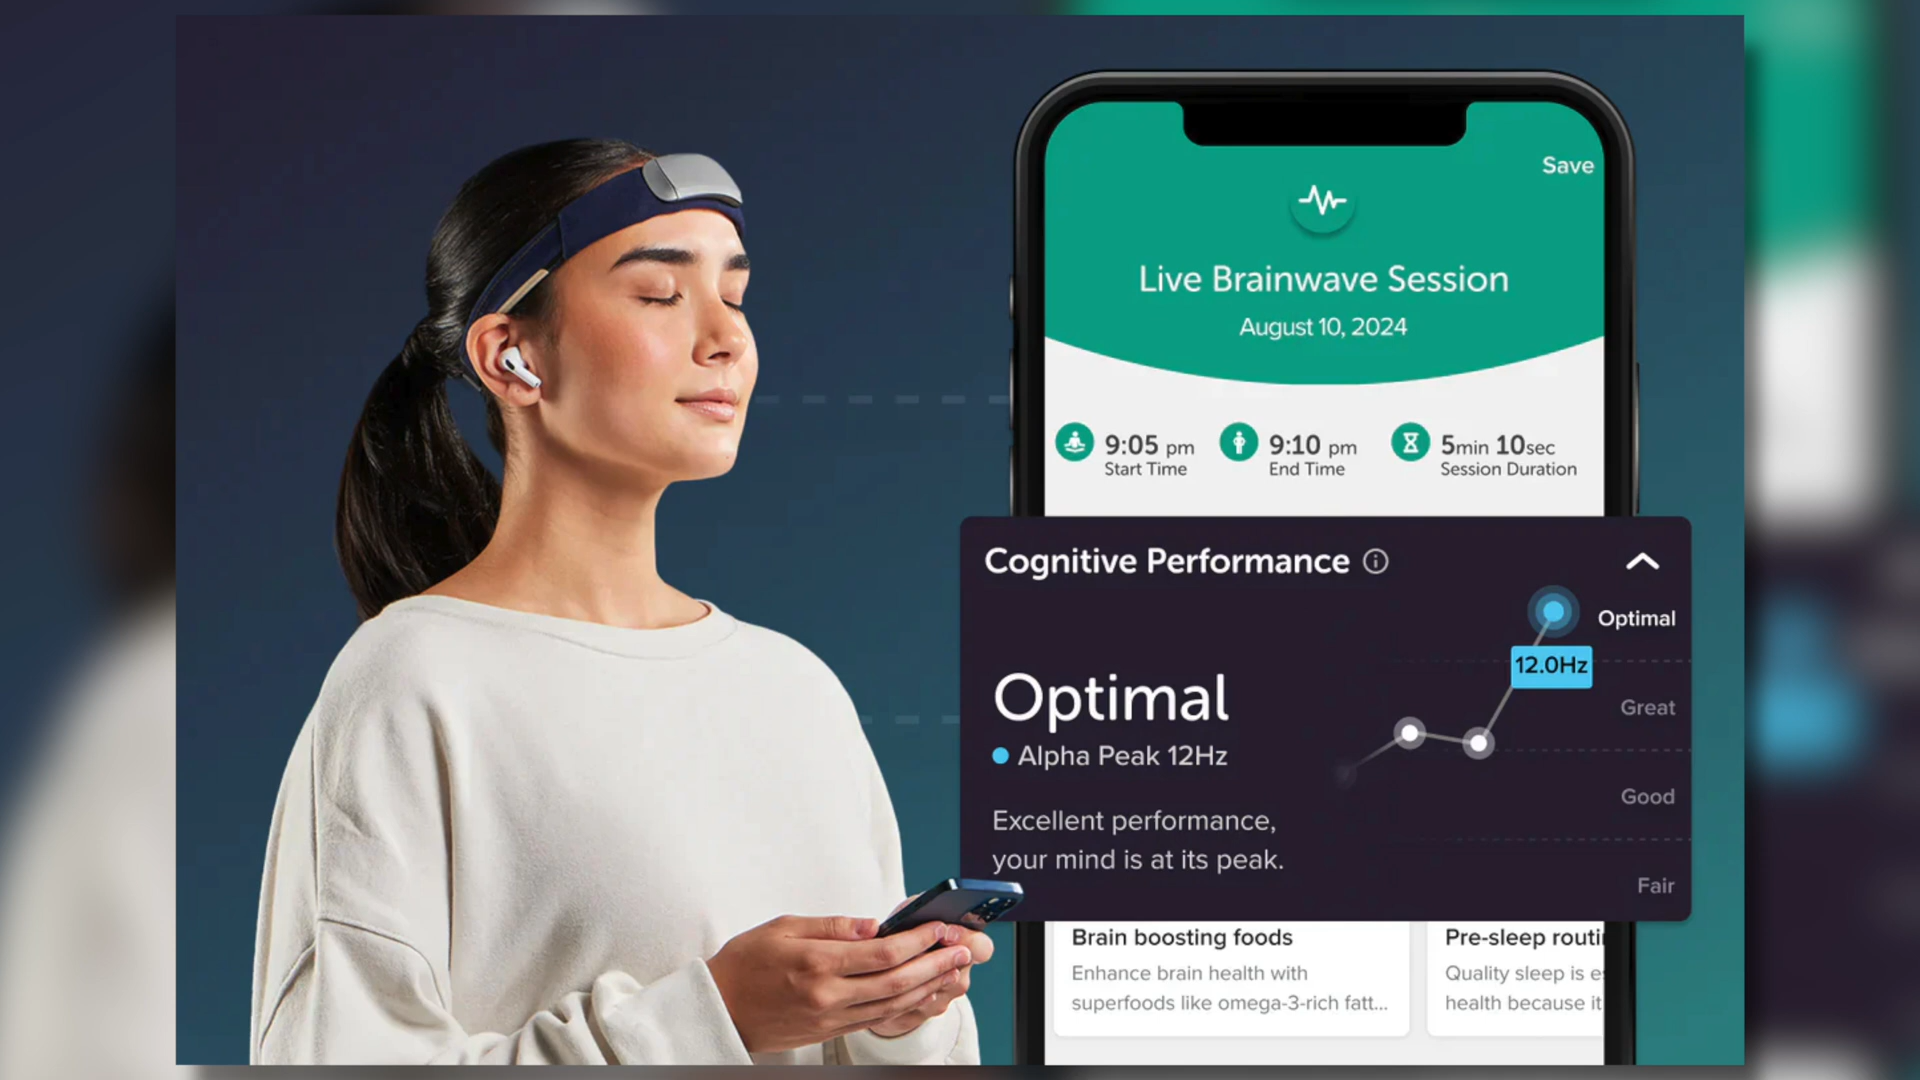 Save
Live Brainwave Session
August 10, 2024
9:05 pm
Start Time
9:10 pm
End Time
5min 10sec
Session Duration
Cognitive Performance
Optimal
12.0Hz
Great
Good
Fair
Optimal
Alpha Peak 12Hz
Excellent performance,
your mind is at its peak.
Brain boosting foods
Enhance brain health with
superfoods like omega-3-rich fatt...
Pre-sleep
Quality sleep is
health because it